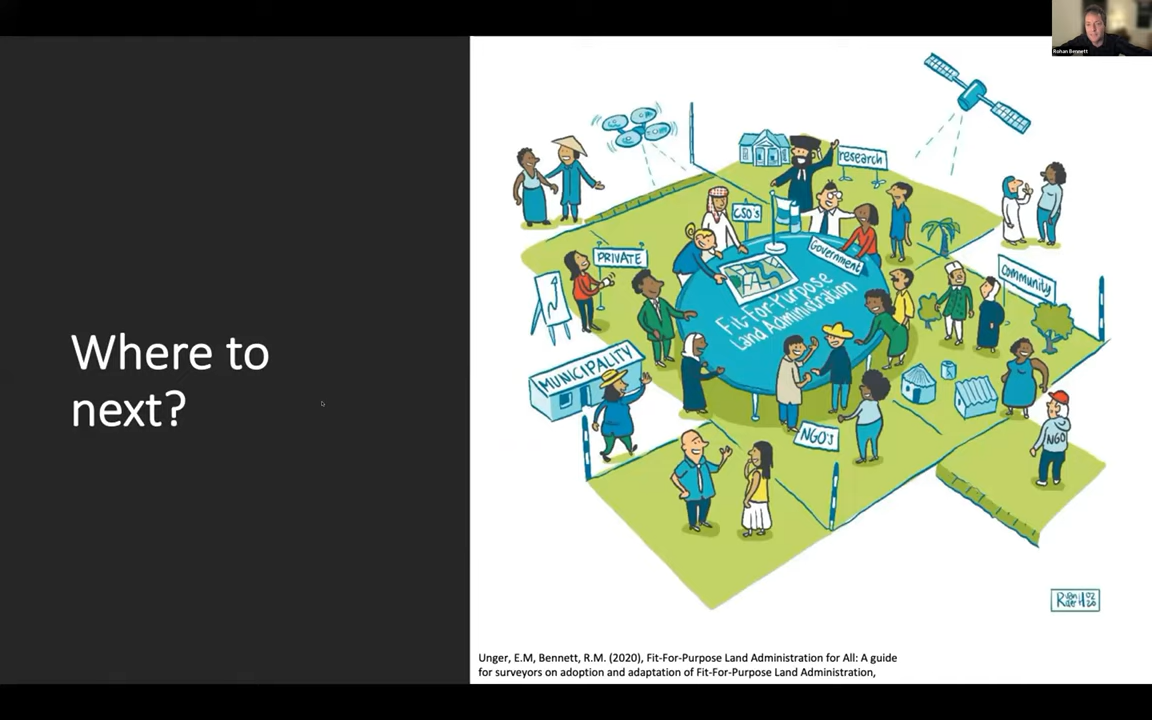 Where to
next?
Rohan Bennett
research
CSO's
PRIVATE
Government
Community
Fit-For-Purpose
Land Administration
MUNICIPALITY
NGO's
NGO
Unger, E.M, Bennett, R.M. (2020), Fit-For-Purpose Land Administration for All: A guide
for surveyors on adoption and adaptation of Fit-For-Purpose Land Administration,